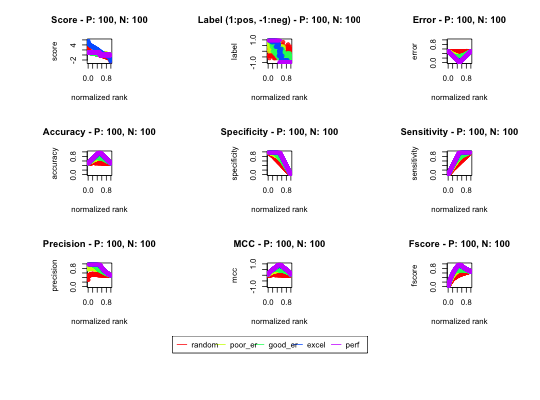 Score - P: 100, N: 100
Label (1:pos, -1:neg) - P: 100, N: 100
Error - P: 100, N: 100
score
-2 4
0.0 0.8
normalized rank
label
-1.0 1.0
0.0 0.8
normalized rank
error
0.0 0.8
0.0 0.8
normalized rank
Accuracy - P: 100, N: 100
Specificity - P: 100, N: 100
Sensitivity - P: 100, N: 100
accuracy
0.0 0.8
0.0 0.8
normalized rank
specificity
0.0 0.8
0.0 0.8
normalized rank
sensitivity
0.0 0.8
0.0 0.8
normalized rank
Precision - P: 100, N: 100
MCC - P: 100, N: 100
Fscore - P: 100, N: 100
precision
0.0 0.8
0.0 0.8
normalized rank
mcc
-1.0 1.0
0.0 0.8
normalized rank
fscore
0.0 0.8
0.0 0.8
normalized rank
random poor_er good_er excel perf